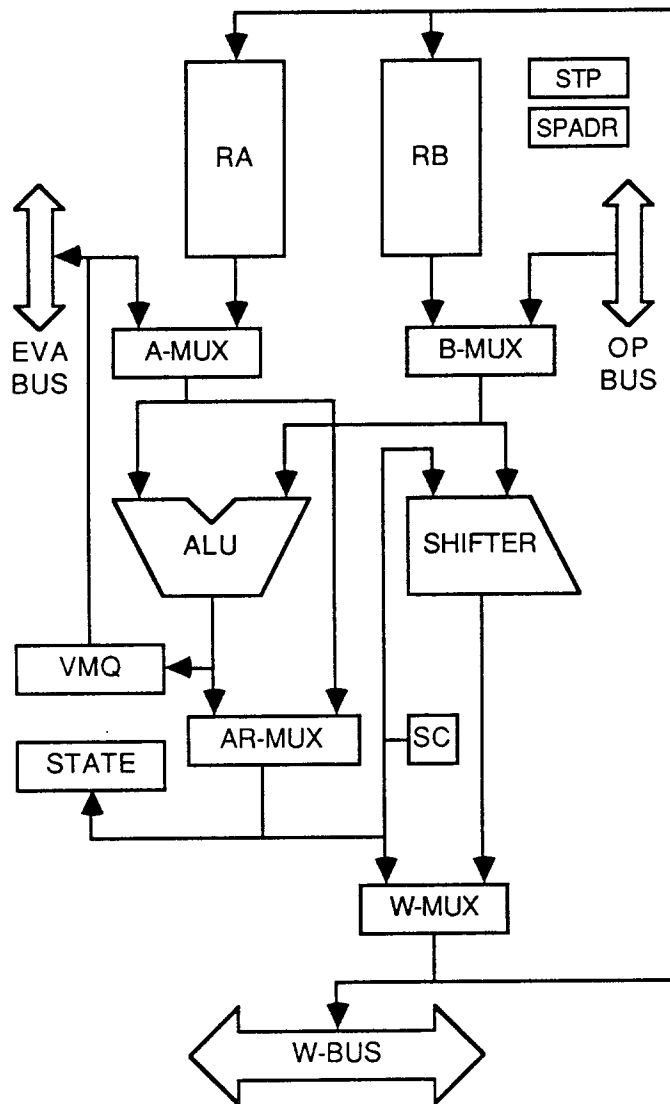 STP
SPADR
RA
RB
EVA
BUS
A-MUX
B-MUX
OP
BUS
ALU
SHIFTER
VMQ
AR-MUX
SC
STATE
W-MUX
W-BUS